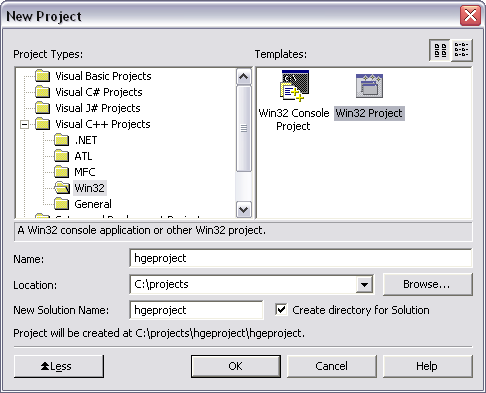 New Project
Project Types:
Templates:
Visual Basic Projects
Visual C# Projects
Visual J# Projects
Visual C++ Projects
.NET
ATL
MFC
Win32
General
Win32 Console Project
Win32 Project
A Win32 console application or other Win32 project.
Name:
hgeproject
Location:
C:\projects
Browse...
New Solution Name:
hgeproject
Create directory for Solution
Project will be created at C:\projects\hgeproject\hgeproject.
Less
OK
Cancel
Help